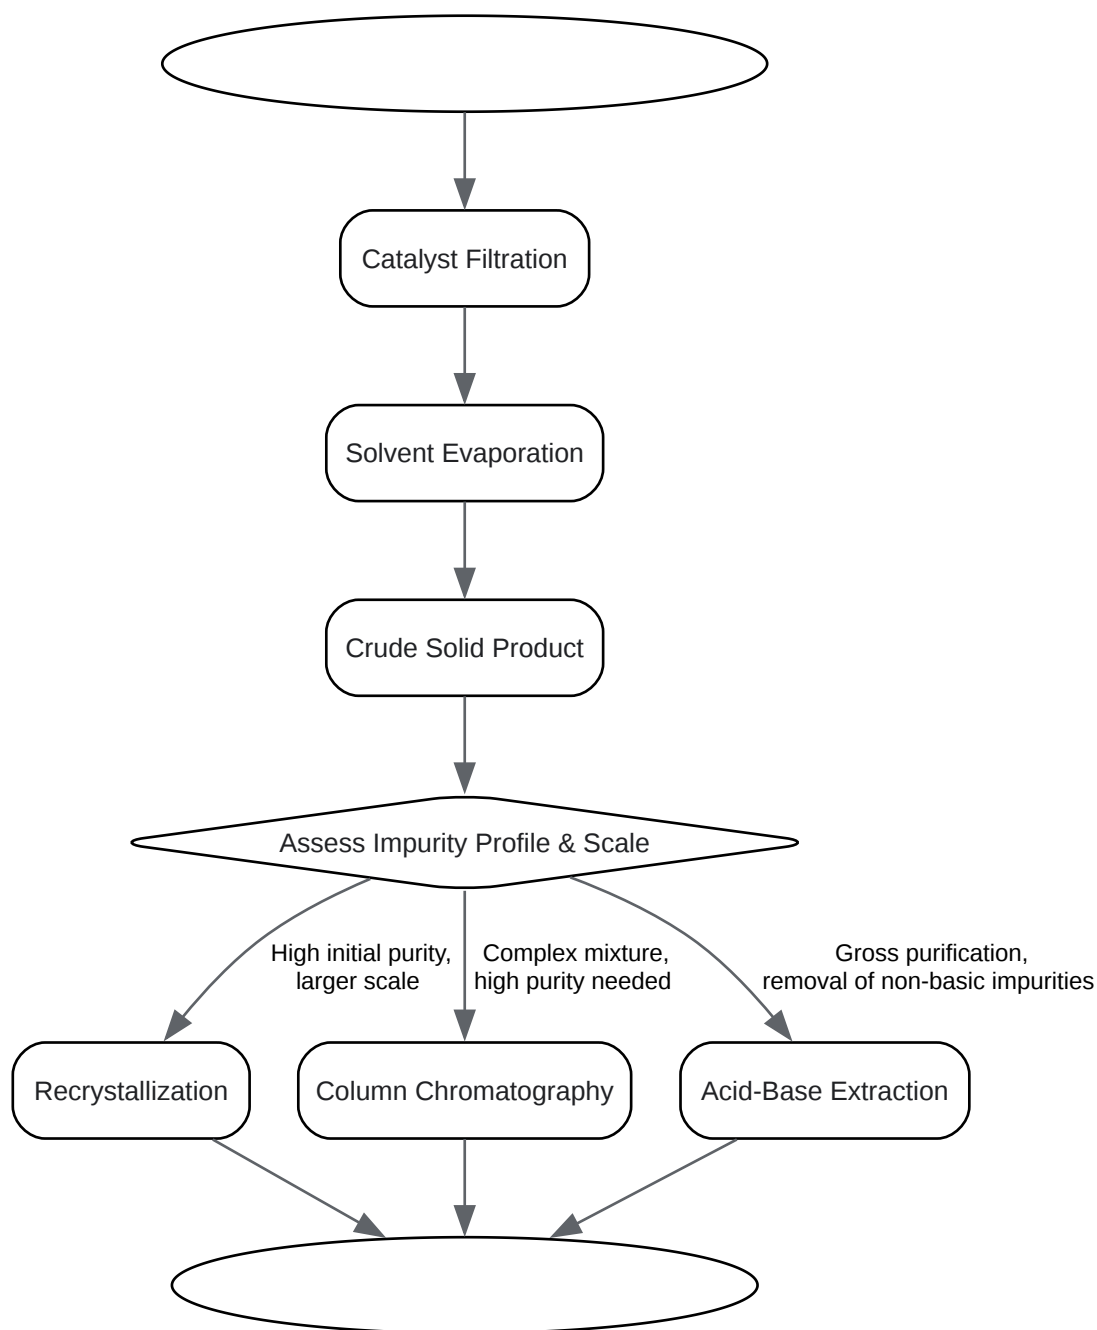 Catalyst Filtration
Solvent Evaporation
Crude Solid Product
Assess Impurity Profile & Scale
High initial purity,
larger scale
Complex mixture,
high purity needed
Gross purification,
removal of non-basic impurities
Recrystallization
Column Chromatography
Acid-Base Extraction